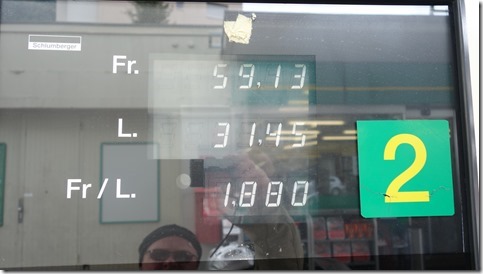 Schlumberger
Fr. 59,13
L. 31,45
Fr / L. 1,880
2